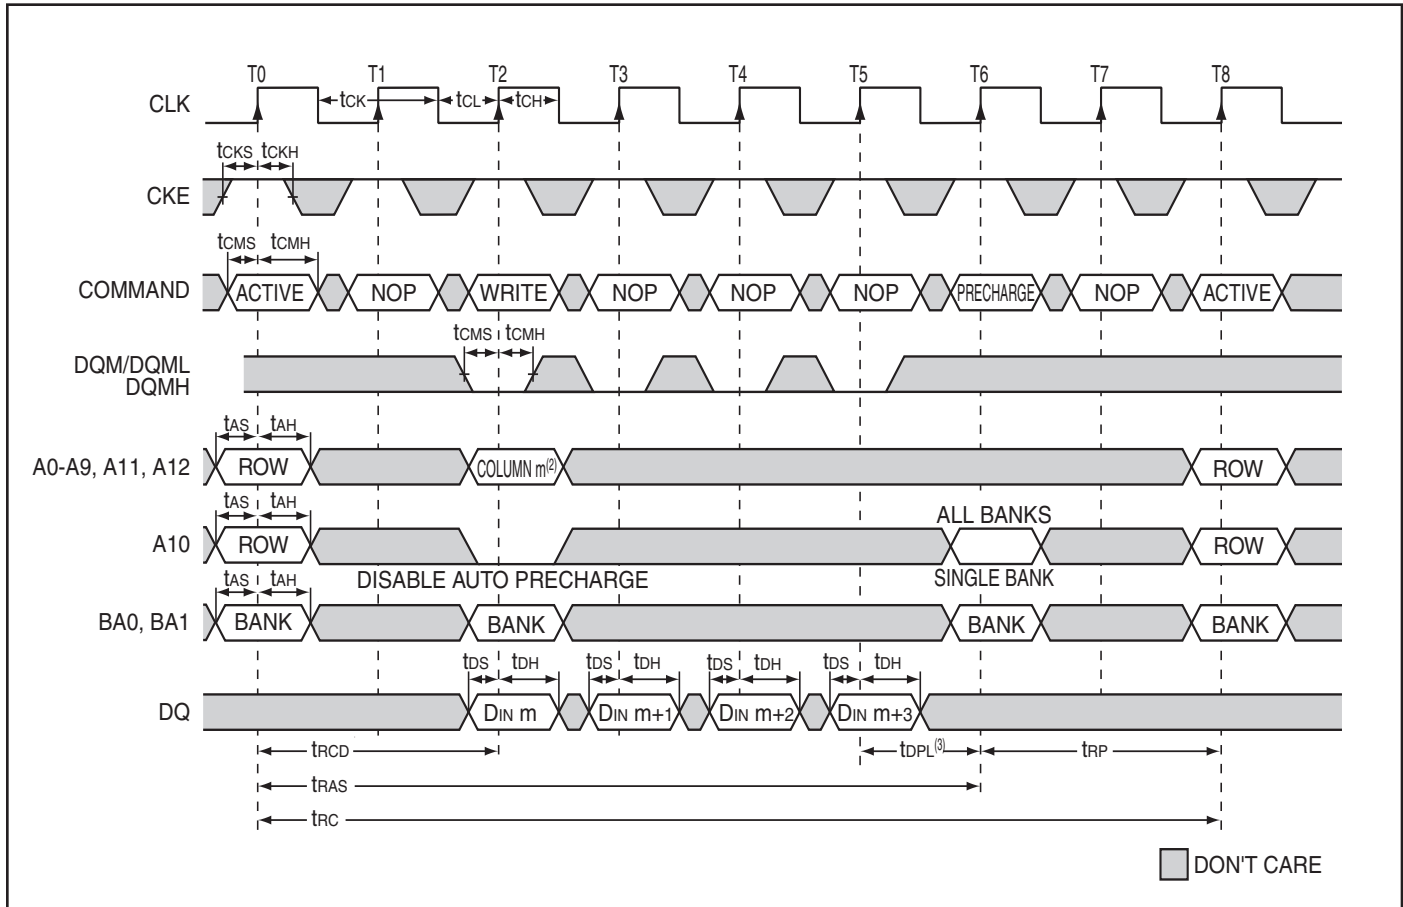 T0 T1 T2 T3 T4 T5 T6 T7 T8
CLK tCK tCL tCH
tCKS tCKH
CKE
tCMS tCMH
COMMAND ACTIVE NOP WRITE NOP NOP NOP PRECHARGE NOP ACTIVE
tCMS tCMH
DQM/DQML
DQMH
tAS tAH
A0-A9, A11, A12 ROW COLUMN m(2) ROW
tAS tAH
ALL BANKS
A10 ROW ROW
DISABLE AUTO PRECHARGE SINGLE BANK
tAS tAH
BA0, BA1 BANK BANK BANK BANK
tDS tDH tDS tDH tDS tDH tDS tDH
DQ DIN m DIN m+1 DIN m+2 DIN m+3
tRCD tDPL(3) tRP
tRAS
tRC
DON'T CARE